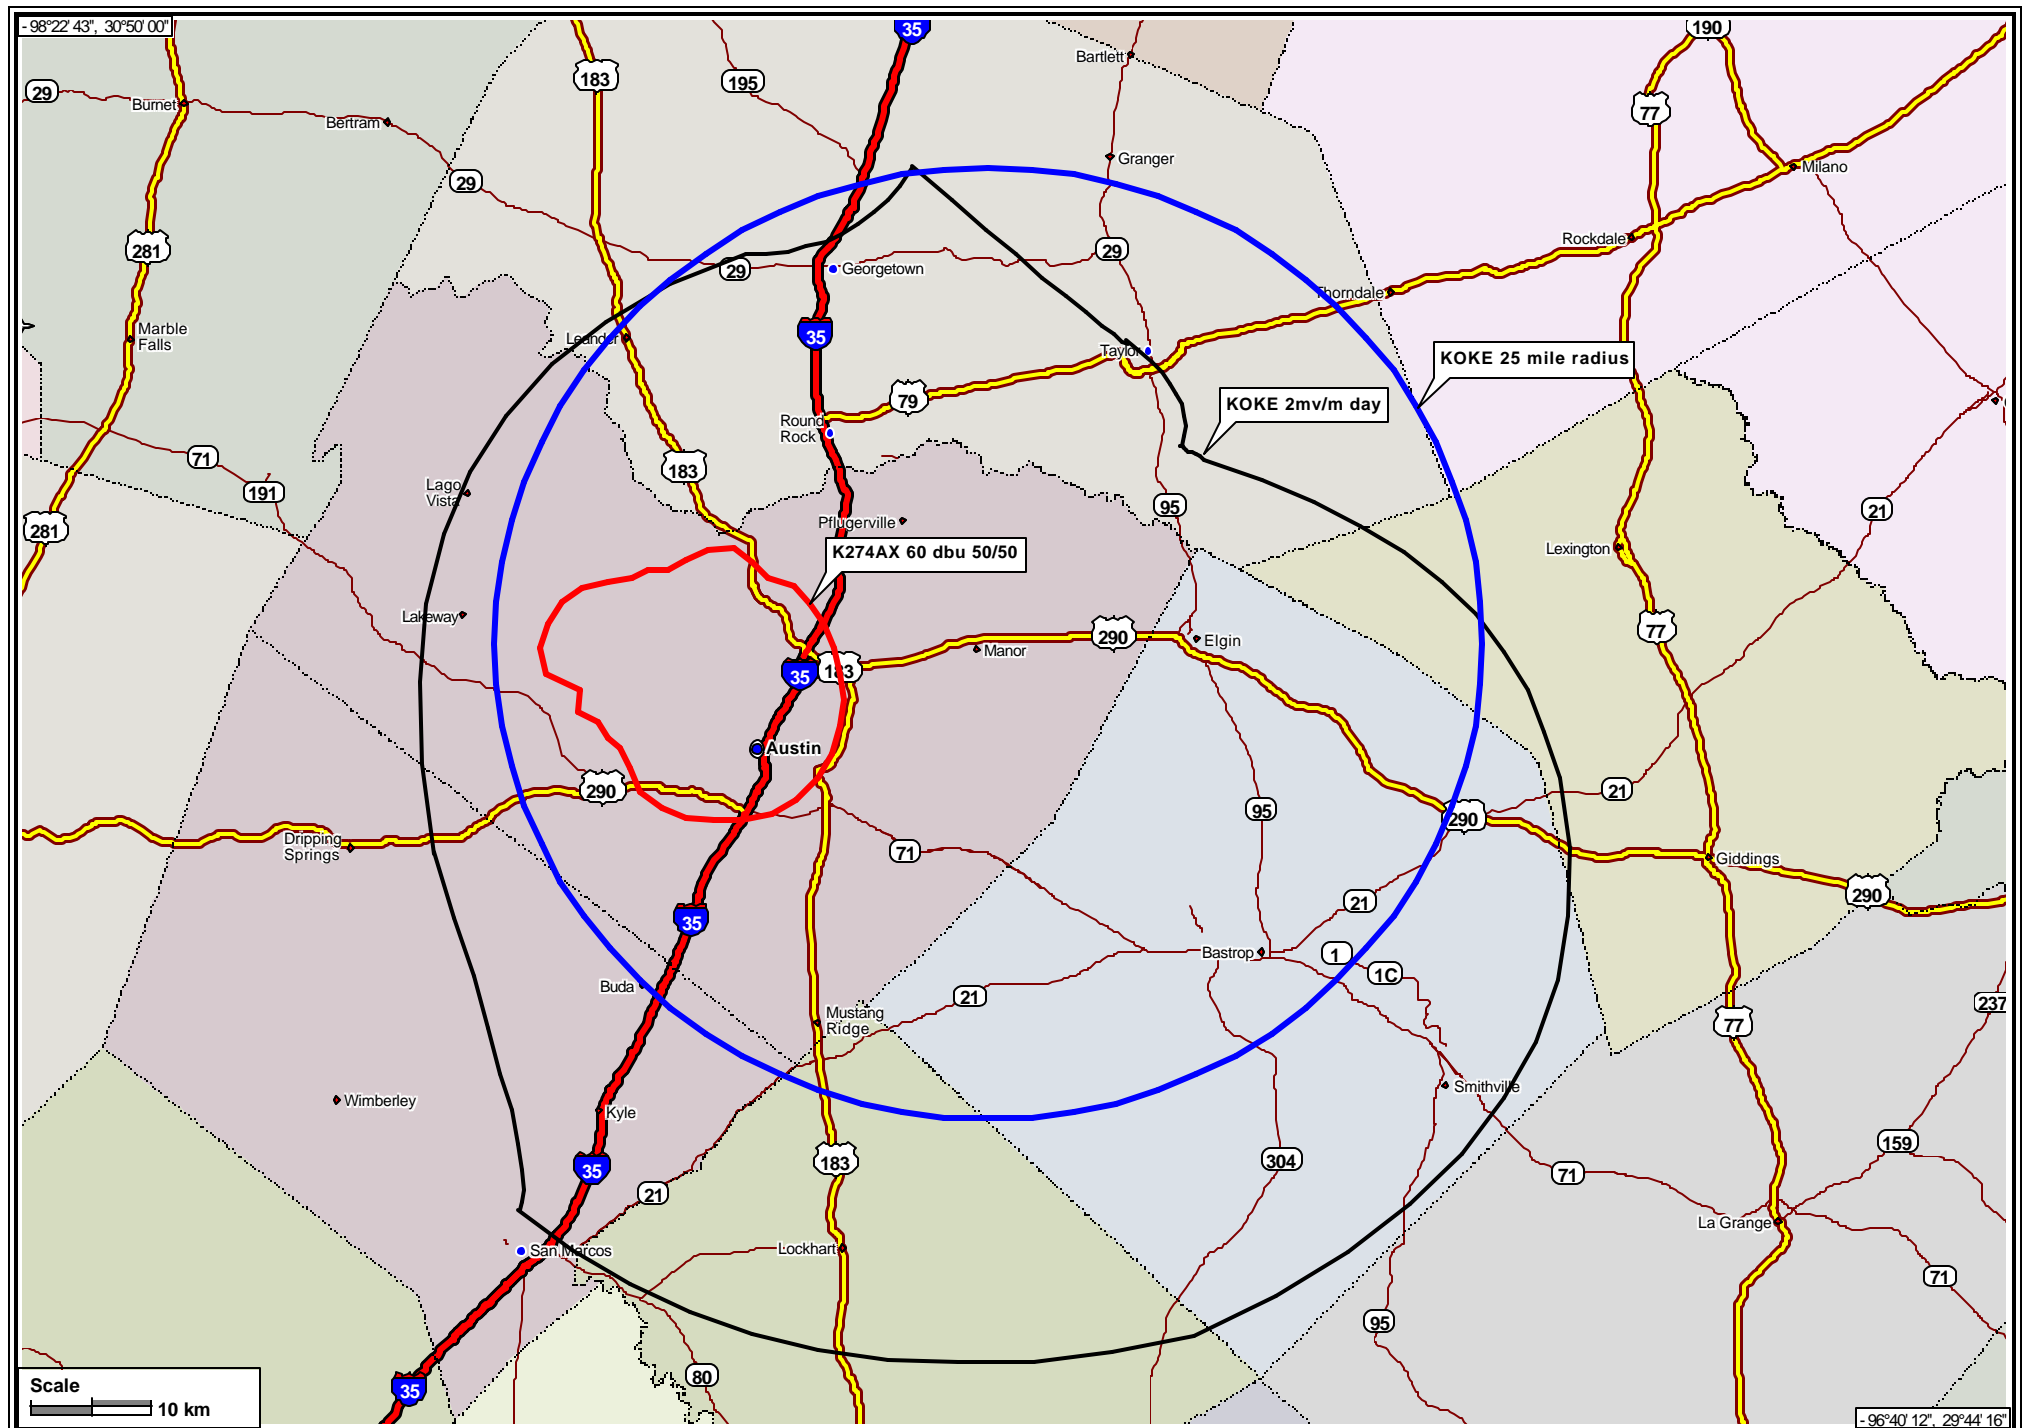 - 98°22' 43", 30°50' 00"
35
190
183
195
Bartlett
29
Burnet
77
Bertram
Granger
Milano
29
281
29
Rockdale
29
Georgetown
Thorndale
Marble
Falls
Leander
35
Taylor
KOKE 25 mile radius
79
KOKE 2mv/m day
Round
Rock
71
183
191
Lago
Vista
95
21
Pflugerville
281
Lexington
K274AX 60 dbu 50/50
Lakeway
290
Elgin
77
Manor
183
35
Austin
290
21
95
290
Dripping
Springs
71
Giddings
290
21
35
Bastrop
1
1C
Buda
21
237
Mustang
Ridge
77
Smithville
Wimberley
Kyle
159
183
304
35
71
21
La Grange
San Marcos
Lockhart
71
95
80
35
Scale
10 km
- 96°40' 12", 29°44' 16"